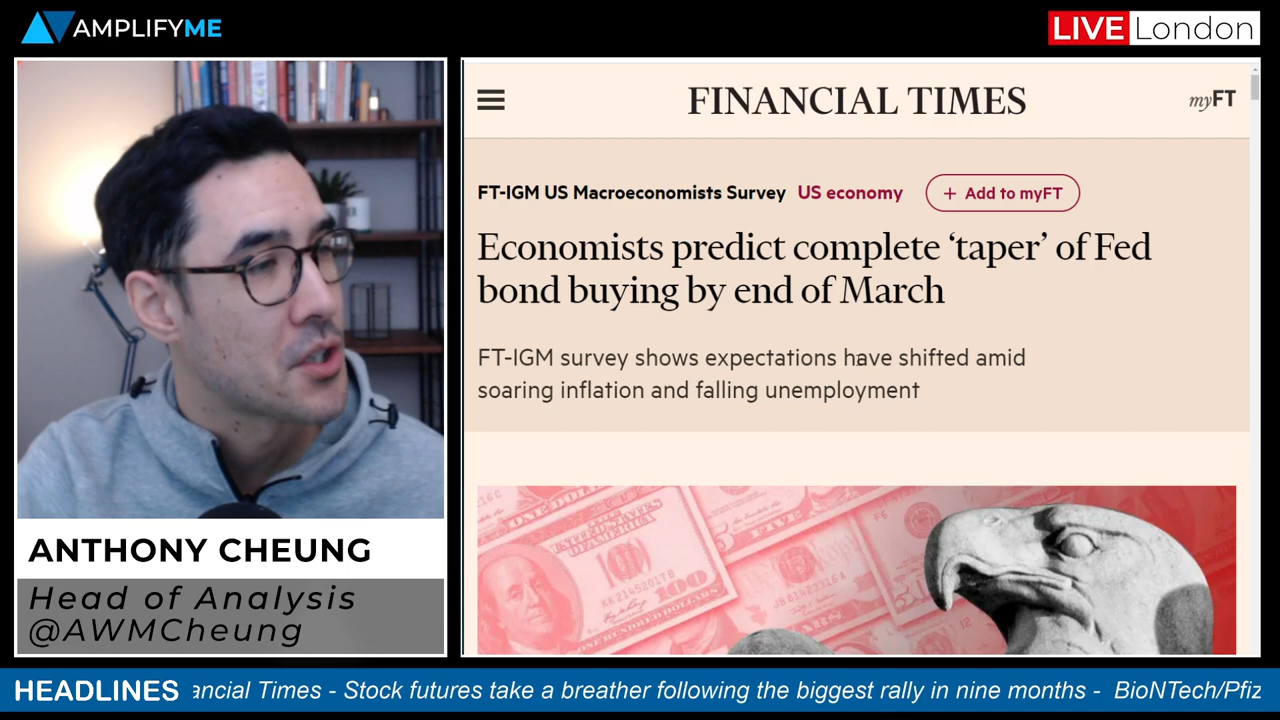 AMPLIFYME
LIVE London
ANTHONY CHEUNG
Head of Analysis
@AWMCheung
FINANCIAL TIMES
myFT
FT-IGM US Macroeconomists Survey US economy + Add to myFT
Economists predict complete ‘taper’ of Fed
bond buying by end of March
FT-IGM survey shows expectations have shifted amid
soaring inflation and falling unemployment
HEADLINES ancial Times - Stock futures take a breather following the biggest rally in nine months - BioNTech/Pfiz